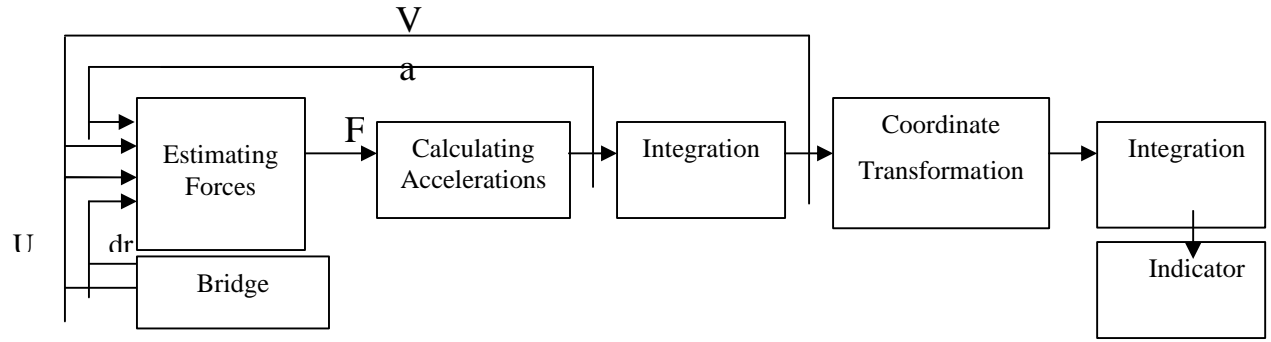 V
a
F
Estimating
Forces
Calculating
Accelerations
Integration
Coordinate
Transformation
Integration
U
dr
Bridge
Indicator